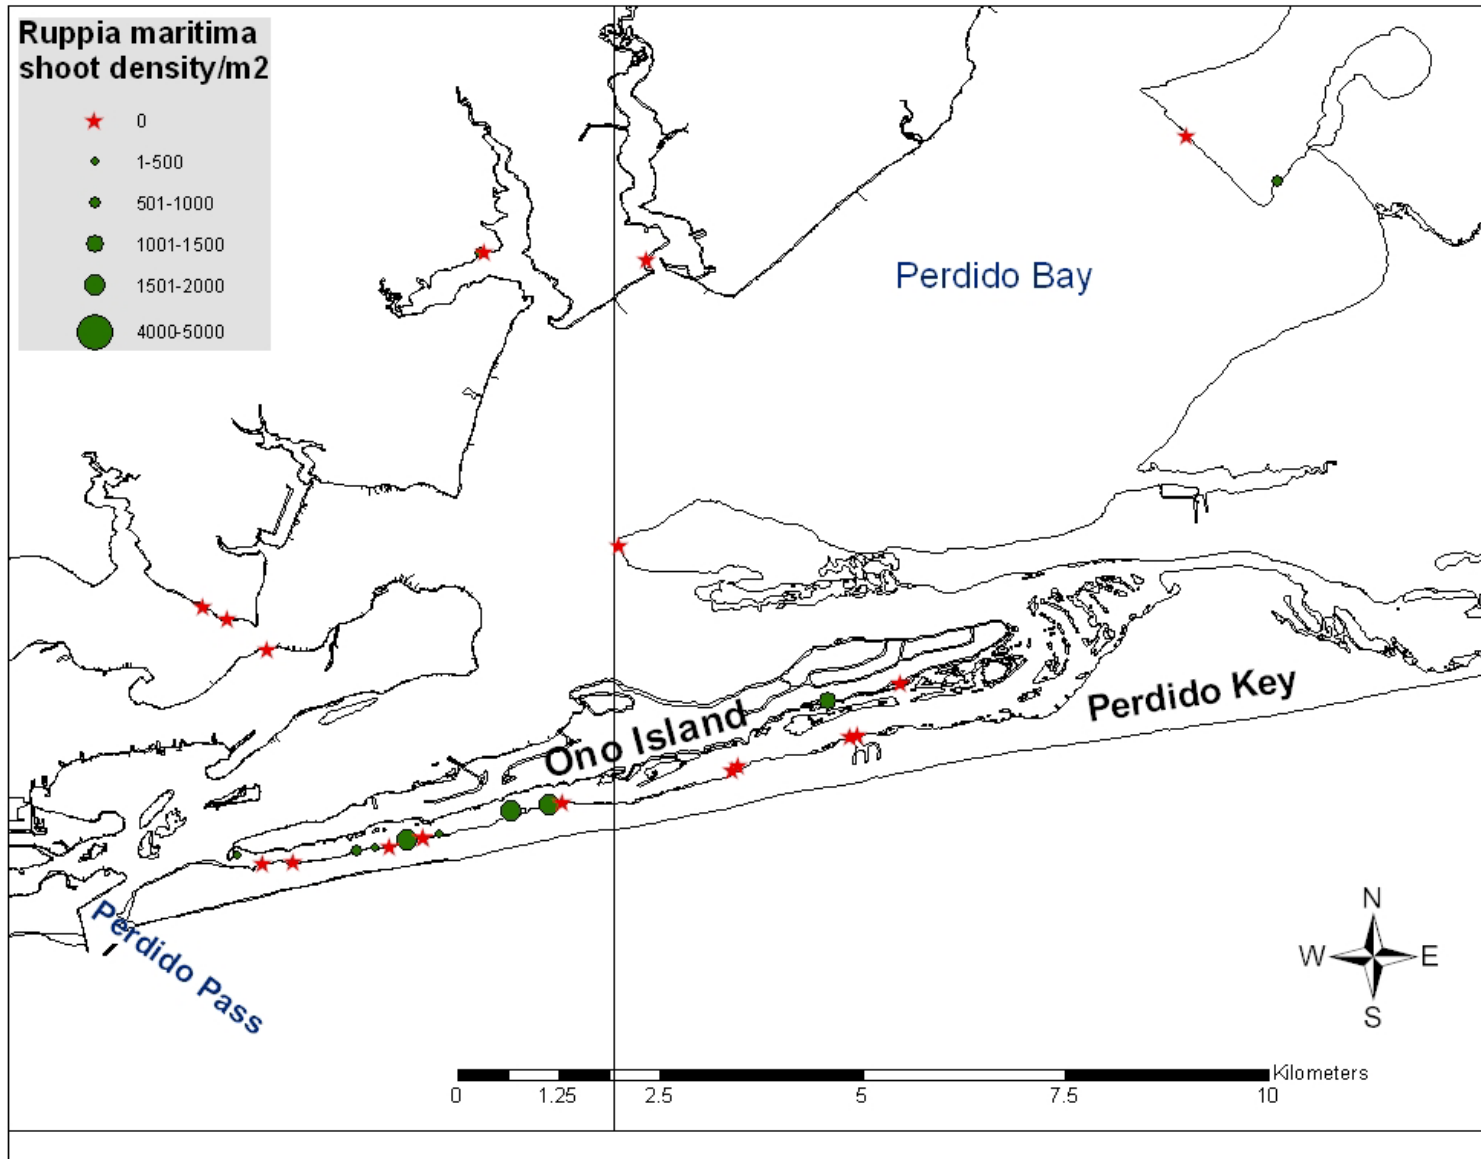 Ruppia maritima
shoot density/m2
0
1-500
501-1000
1001-1500
1501-2000
4000-5000
Perdido Bay
Ono Island
Perdido Key
Perdido Pass
N
W E
S
Kilometers
0 1.25 2.5 5 7.5 10